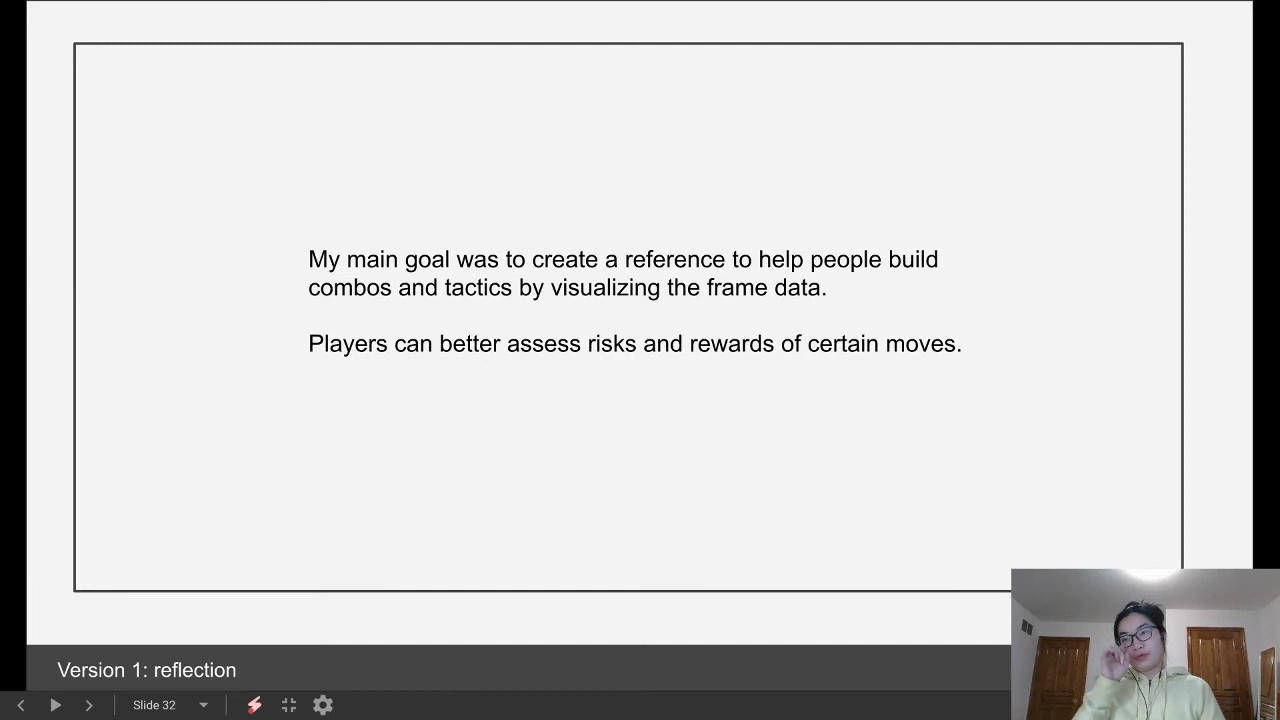 My main goal was to create a reference to help people build
combos and tactics by visualizing the frame data.
Players can better assess risks and rewards of certain moves.
Version 1: reflection
Slide 32